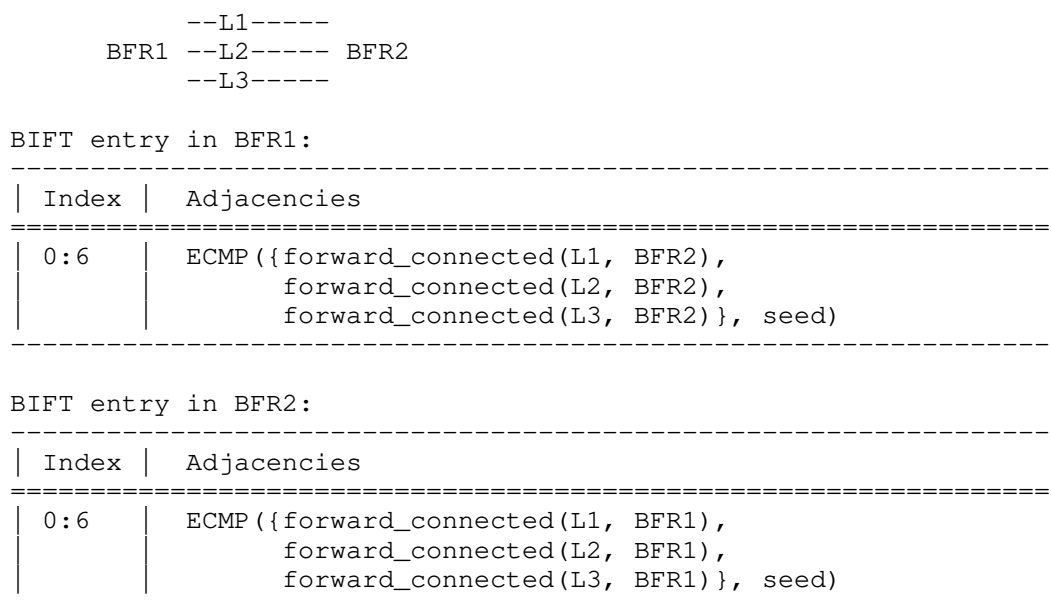 --L1-----
      BFR1 --L2----- BFR2
           --L3-----
BIFT entry in BFR1:
------------------------------------------------------------------
| Index |  Adjacencies
==================================================================
| 0:6   |  ECMP({forward_connected(L1, BFR2),
|       |        forward_connected(L2, BFR2),
|       |        forward_connected(L3, BFR2)}, seed)
------------------------------------------------------------------
BIFT entry in BFR2:
------------------------------------------------------------------
| Index |  Adjacencies
==================================================================
| 0:6   |  ECMP({forward_connected(L1, BFR1),
|       |        forward_connected(L2, BFR1),
|       |        forward_connected(L3, BFR1)}, seed)